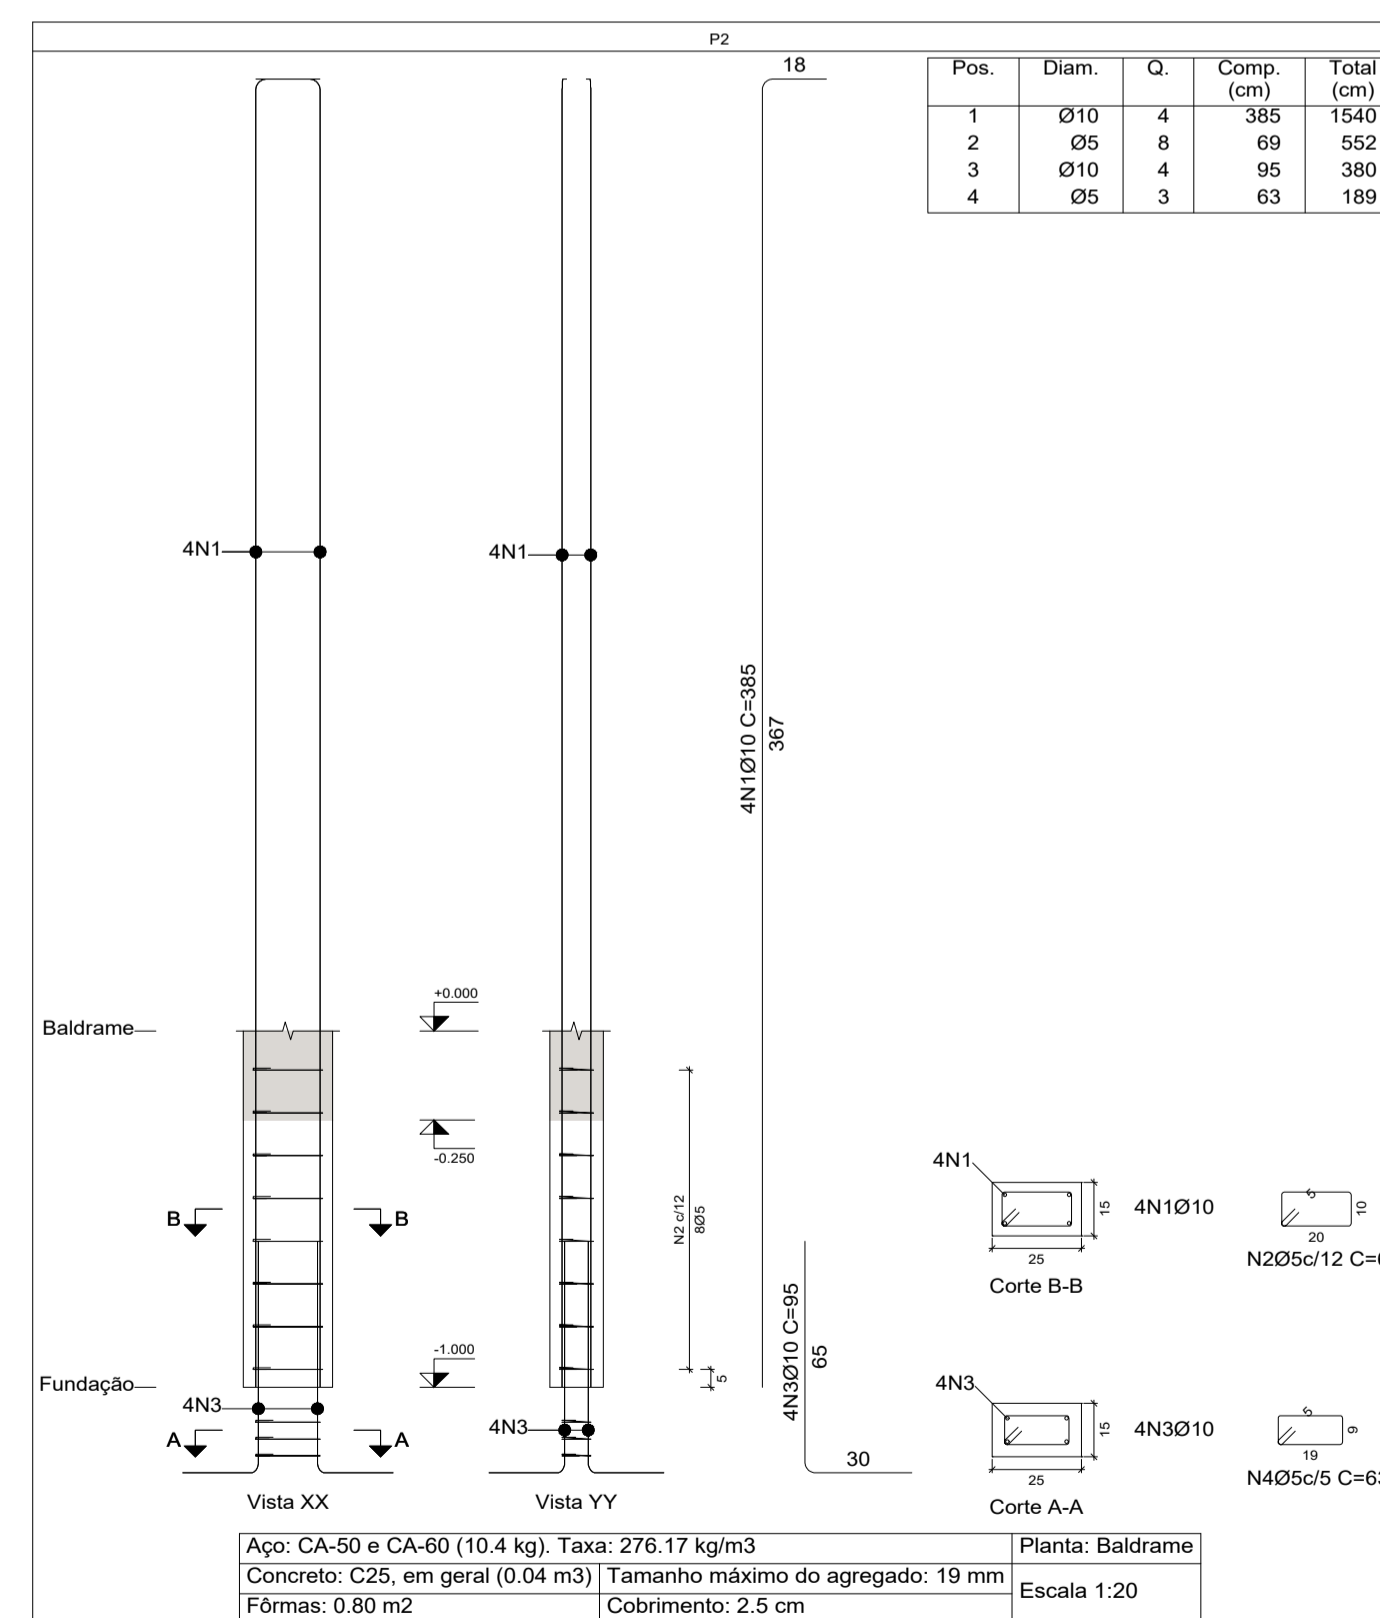 P2
Pos. Diam. Q. Comp. (cm) Total (cm)
1 Ø10 4 385 1540
2 Ø5 8 69 552
3 Ø10 4 95 380
4 Ø5 3 63 189
18
4N1
4N1
4N1Ø10 C=385
367
+0.000
Baldrame
-0.250
N2 c/12
8Ø5
B B
4N1
15
4N1Ø10
25
Corte B-B
5
10
20
N2Ø5c/12
-1.000
5
Fundação
4N3
4N3
A A
4N3Ø10 C=95
65
30
4N3
15
4N3Ø10
25
Corte A-A
5
9
19
N4Ø5c/5 C=63
Vista XX
Vista YY
Aço: CA-50 e CA-60 (10.4 kg). Taxa: 276.17 kg/m3
Planta: Baldrame
Concreto: C25, em geral (0.04 m3)
Tamanho máximo do agregado: 19 mm
Escala 1:20
Fôrmas: 0.80 m2
Cobrimento: 2.5 cm